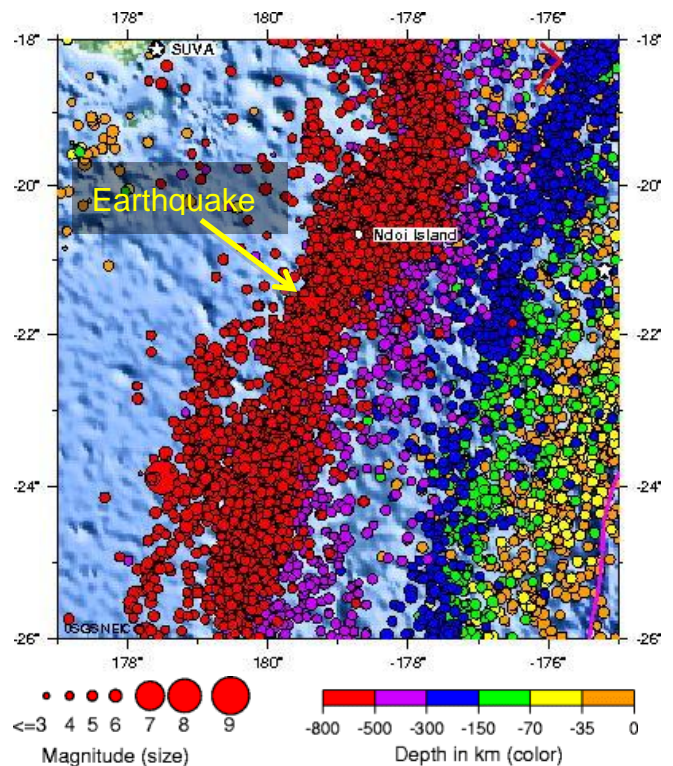 178° 180° -178° -176°
-18° -18°
SUVA
-20° -20°
Earthquake
Ndoi Island
-22° -22°
-24° -24°
USGS NEIC
-26° -26°
178° 180° -178° -176°
<=3 4 5 6 7 8 9
-800 -500 -300 -150 -70 -35 0
Magnitude (size) Depth in km (color)